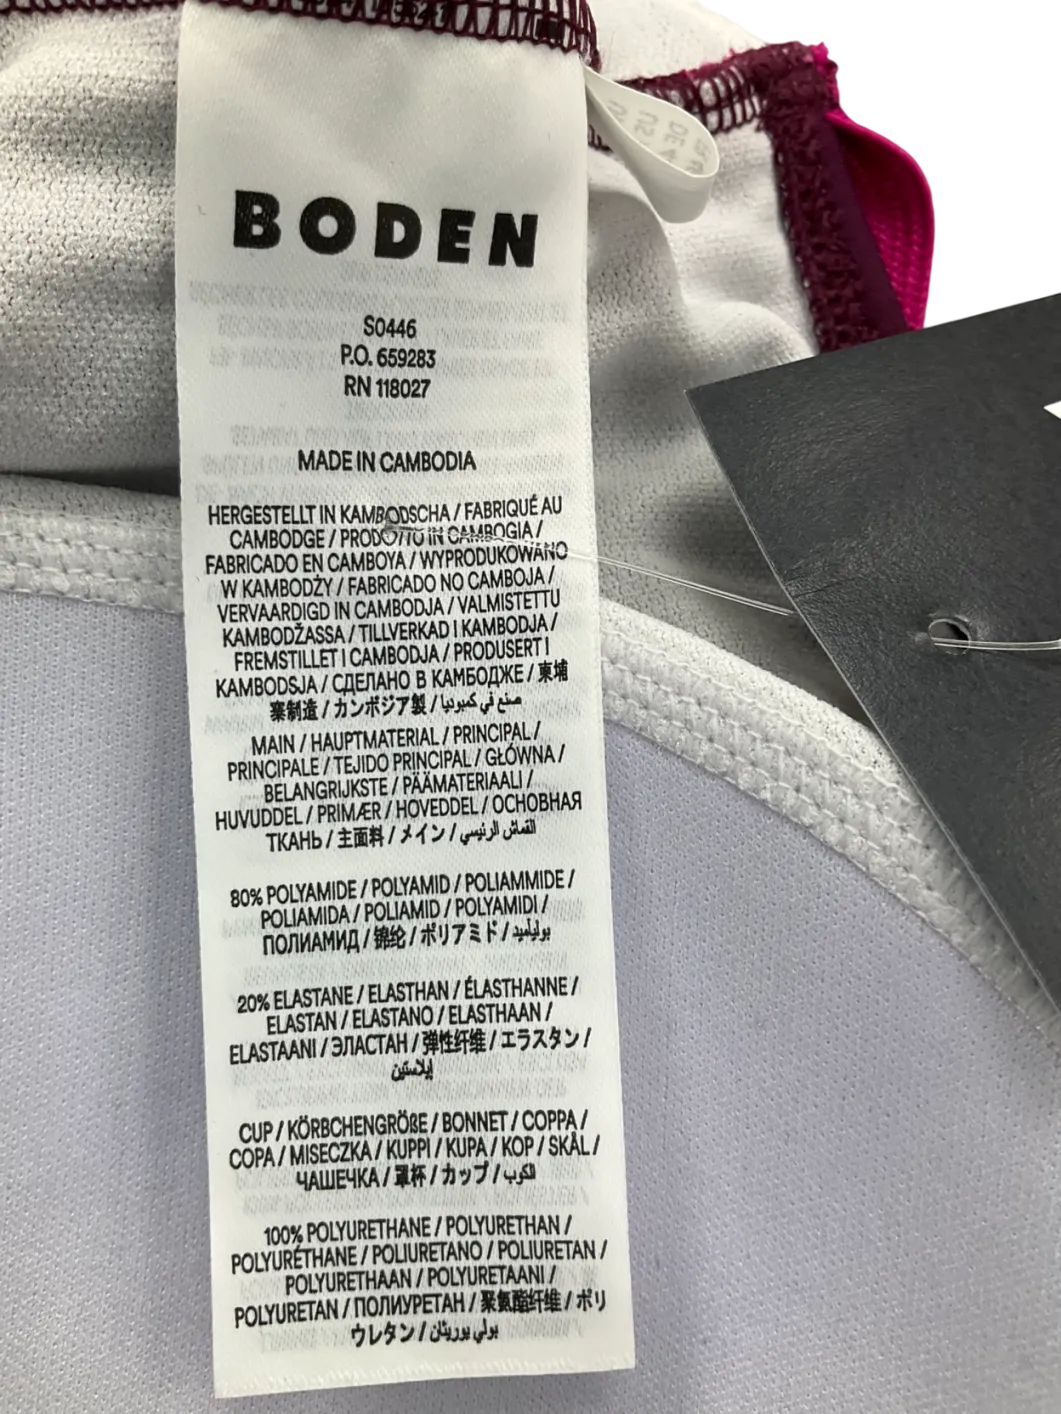 BODEN
S0446
P.O. 659283
RN 118027
MADE IN CAMBODIA
HERGESTELLT IN KAMBODSCHA / FABRIQUÉ AU
CAMBODGE / PRODOTTO IN CAMBOGIA /
FABRICADO EN CAMBOYA / WYPRODUKOWANO
W KAMBODŻY / FABRICADO NO CAMBOJA /
VERVAARDIGD IN CAMBODJA / VALMISTETTU
KAMBODŽASSA / TILLVERKAD I KAMBODJA /
FREMSTILLET I CAMBODJA / PRODUSERT I
KAMBODSJA / СДЕЛАНО В КАМБОДЖЕ / 柬埔
寨制造 / カンボジア製 / صنع في كمبوديا
MAIN / HAUPTMATERIAL / PRINCIPAL /
PRINCIPALE / TEJIDO PRINCIPAL / GŁÓWNA /
BELANGRIJKSTE / PÄÄMATERIAALI /
HUVUDDEL / PRIMÆR / HOVEDDEL / ОСНОВНАЯ
ТКАНЬ / 主面料 / メイン / القماش الرئيسي
80% POLYAMIDE / POLYAMID / POLIAMMIDE /
POLIAMIDA / POLIAMID / POLYAMIDI /
ПОЛИАМИД / 锦纶 / ポリアミド / بولياميد
20% ELASTANE / ELASTHAN / ÉLASTHANNE /
ELASTAN / ELASTANO / ELASTHAAN /
ELASTAANI / ЭЛАСТАН / 弹性纤维 / エラスタン /
إيلاستين
CUP / KÖRBCHENGRÖßE / BONNET / COPPA /
COPA / MISECZKA / KUPPI / KUPA / KOP / SKÅL /
ЧАШЕЧКА / 罩杯 / カップ / الكوب
100% POLYURETHANE / POLYURETHAN /
POLYURÉTHANE / POLIURETANO / POLIURETAN /
POLYURETHAAN / POLYURETAANI /
POLYURETAN / ПОЛИУРЕТАН / 聚氨酯纤维 / ポリ
ウレタン / بولي يوريثان
US
DE